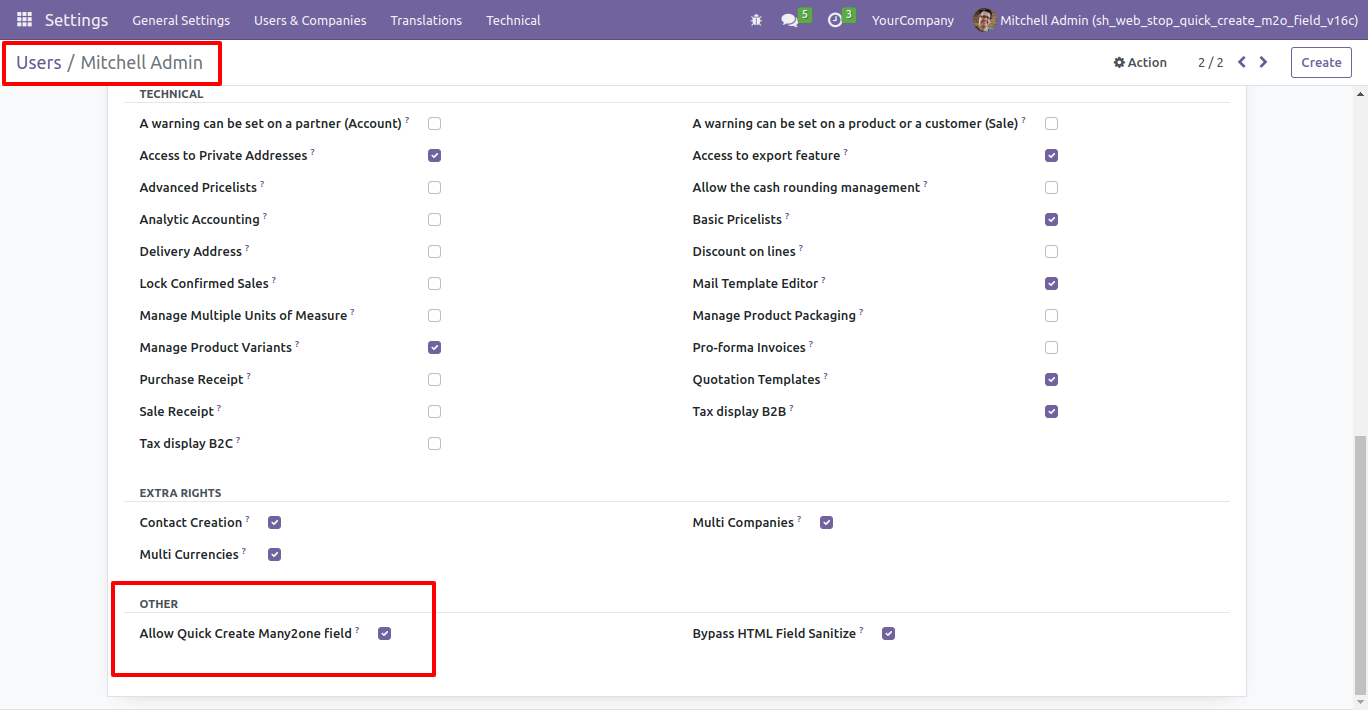 Settings General Settings Users & Companies Translations Technical 5 3 YourCompany Mitchell Admin (sh_web_stop_quick_create_m2o_field_v16c)
Users / Mitchell Admin Action 2 / 2 Create
TECHNICAL
A warning can be set on a partner (Account) ? A warning can be set on a product or a customer (Sale) ?
Access to Private Addresses ? Access to export feature ?
Advanced Pricelists ? Allow the cash rounding management ?
Analytic Accounting ? Basic Pricelists ?
Delivery Address ? Discount on lines ?
Lock Confirmed Sales ? Mail Template Editor ?
Manage Multiple Units of Measure ? Manage Product Packaging ?
Manage Product Variants ? Pro-forma Invoices ?
Purchase Receipt ? Quotation Templates ?
Sale Receipt ? Tax display B2B ?
Tax display B2C ?
EXTRA RIGHTS
Contact Creation ? Multi Companies ?
Multi Currencies ?
OTHER
Allow Quick Create Many2one field ? Bypass HTML Field Sanitize ?